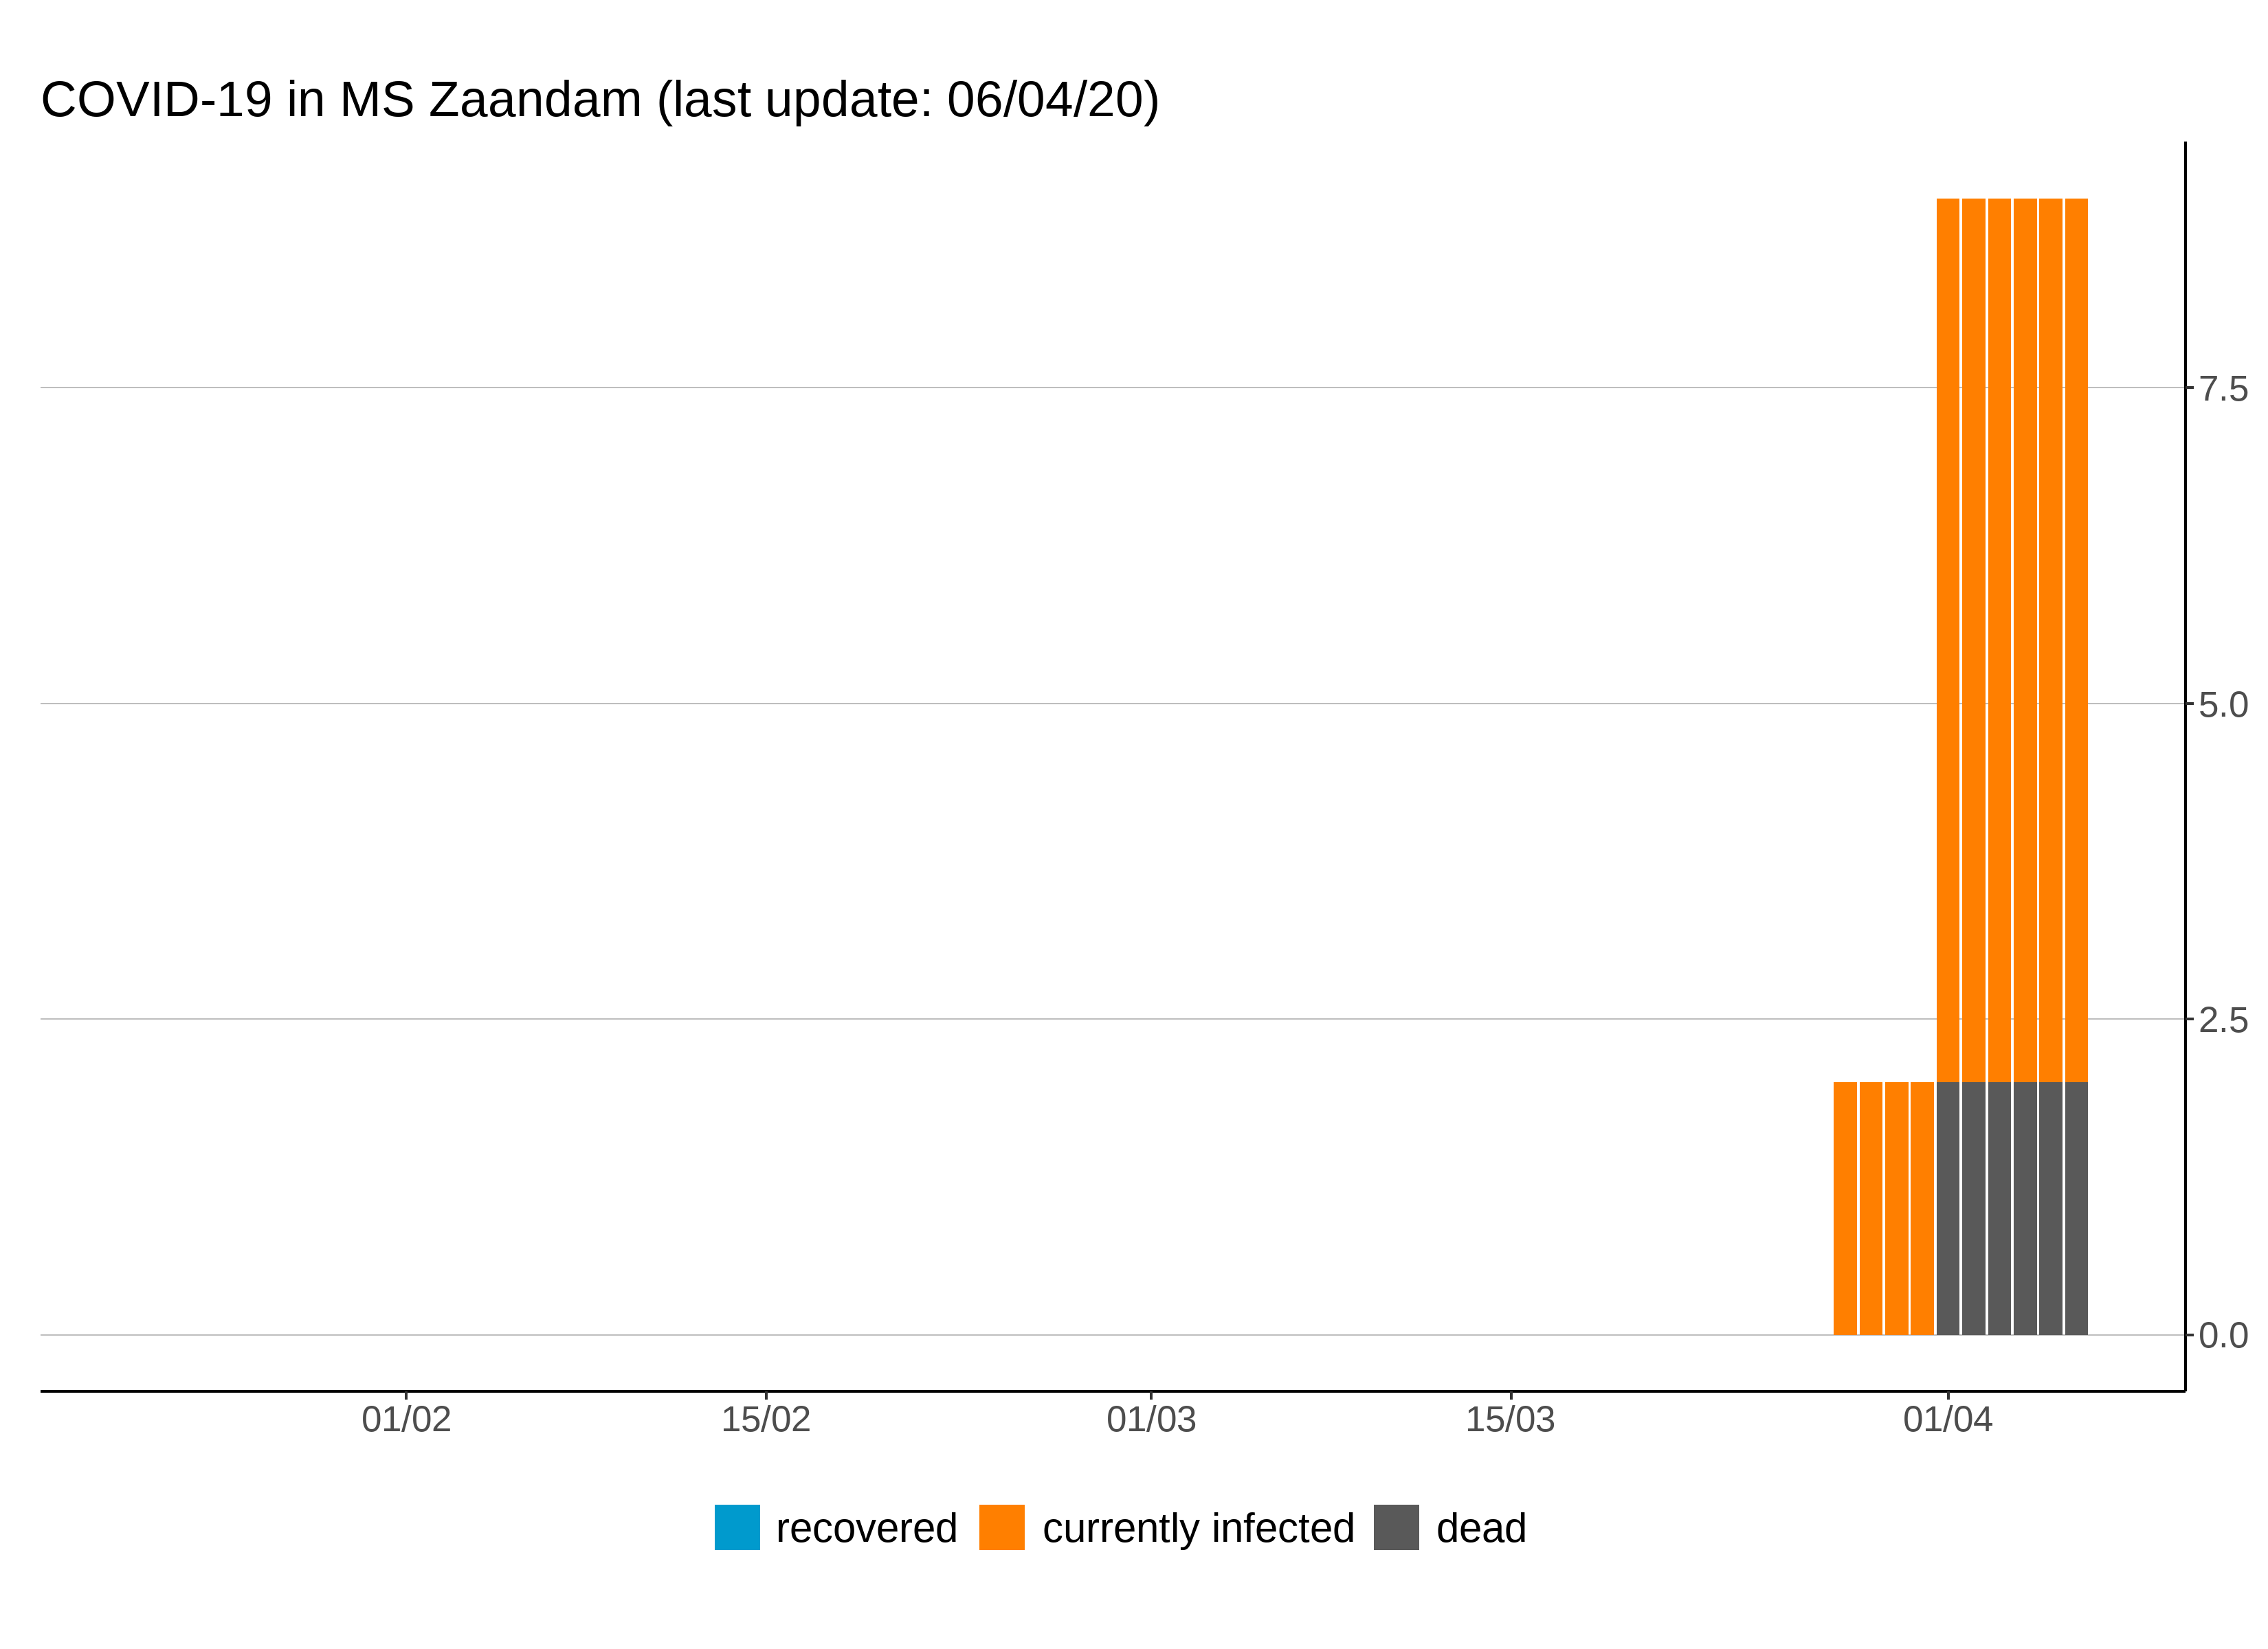 COVID-19 in MS Zaandam (last update: 06/04/20)
7.5
5.0
2.5
0.0
01/02 15/02 01/03 15/03 01/04
recovered currently infected dead